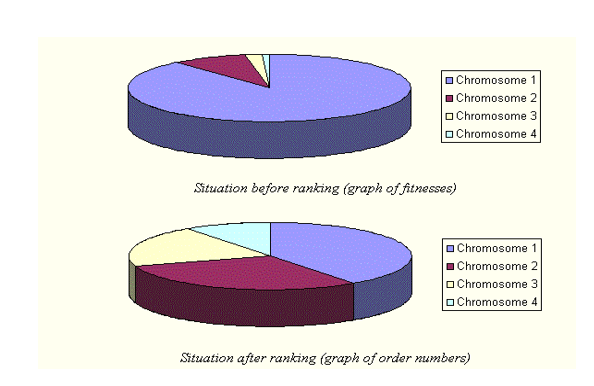 Chromosome 1
Chromosome 2
Chromosome 3
Chromosome 4
Situation before ranking (graph of fitnesses)
Chromosome 1
Chromosome 2
Chromosome 3
Chromosome 4
Situation after ranking (graph of order numbers)